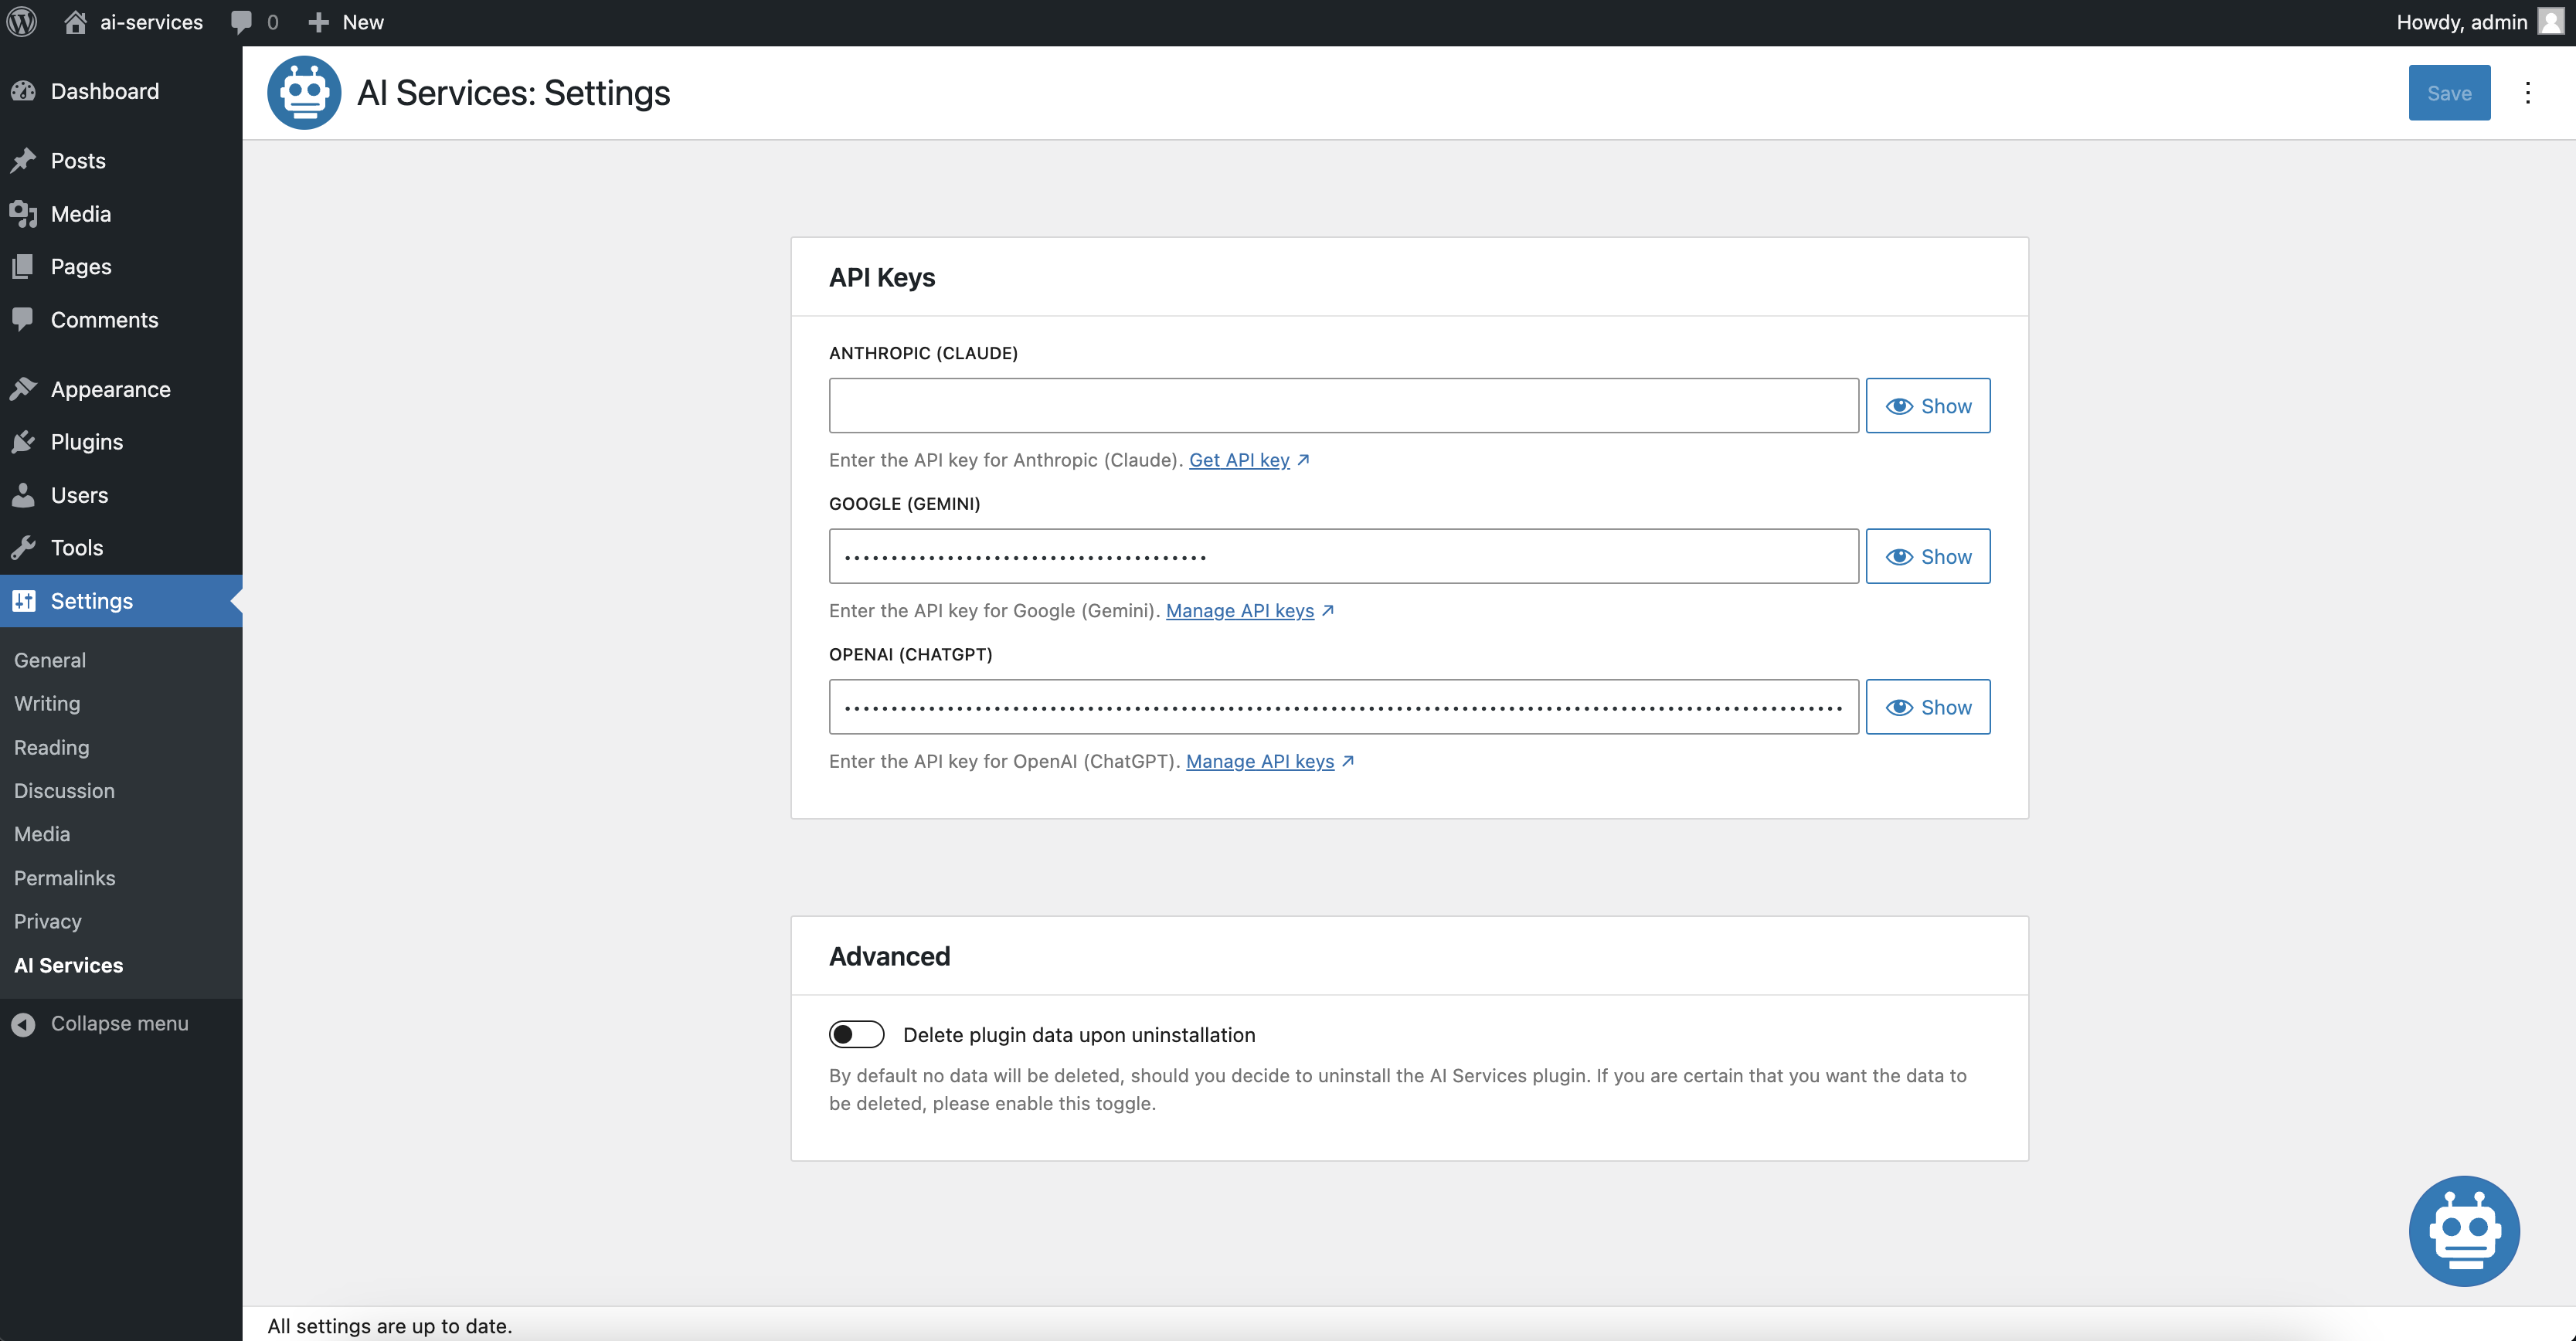 ai-services
0
New
Howdy, admin
Dashboard
Posts
Media
Pages
Comments
Appearance
Plugins
Users
Tools
Settings
General
Writing
Reading
Discussion
Media
Permalinks
Privacy
AI Services
Collapse menu
AI Services: Settings
Save
API Keys
ANTHROPIC (CLAUDE)
Show
Enter the API key for Anthropic (Claude). Get API key ↗
GOOGLE (GEMINI)
Show
Enter the API key for Google (Gemini). Manage API keys ↗
OPENAI (CHATGPT)
Show
Enter the API key for OpenAI (ChatGPT). Manage API keys ↗
Advanced
Delete plugin data upon uninstallation
By default no data will be deleted, should you decide to uninstall the AI Services plugin. If you are certain that you want the data to
be deleted, please enable this toggle.
All settings are up to date.